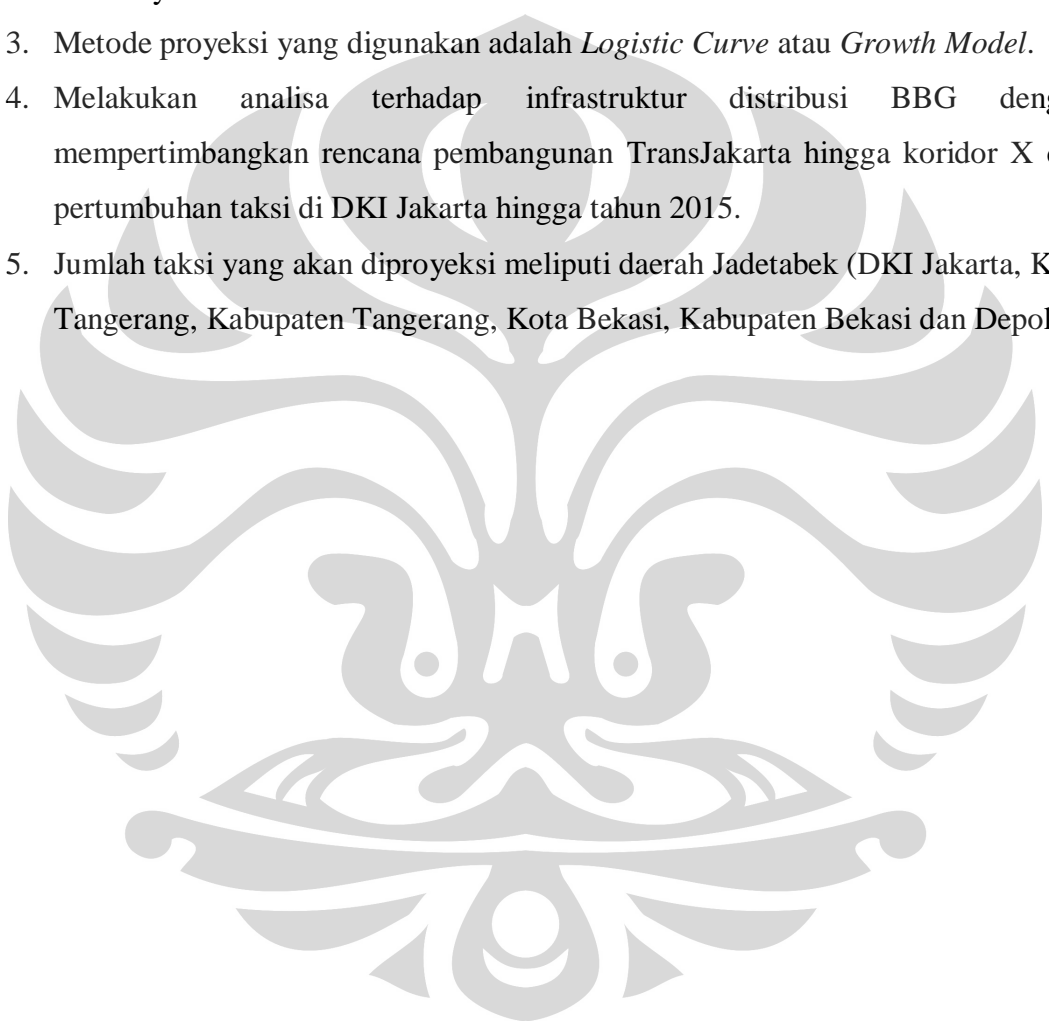 3. Metode proyeksi yang digunakan adalah Logistic Curve atau Growth Model.
4. Melakukan analisa terhadap infrastruktur distribusi BBG
mempertimbangkan rencana pembangunan TransJakarta hingga koridor X
pertumbuhan taksi di DKI Jakarta hingga tahun 2015.
5. Jumlah taksi yang akan diproyeksi meliputi daerah Jadetabek (DKI Jakarta,
Tangerang, Kabupaten Tangerang, Kota Bekasi, Kabupaten Bekasi dan Depok